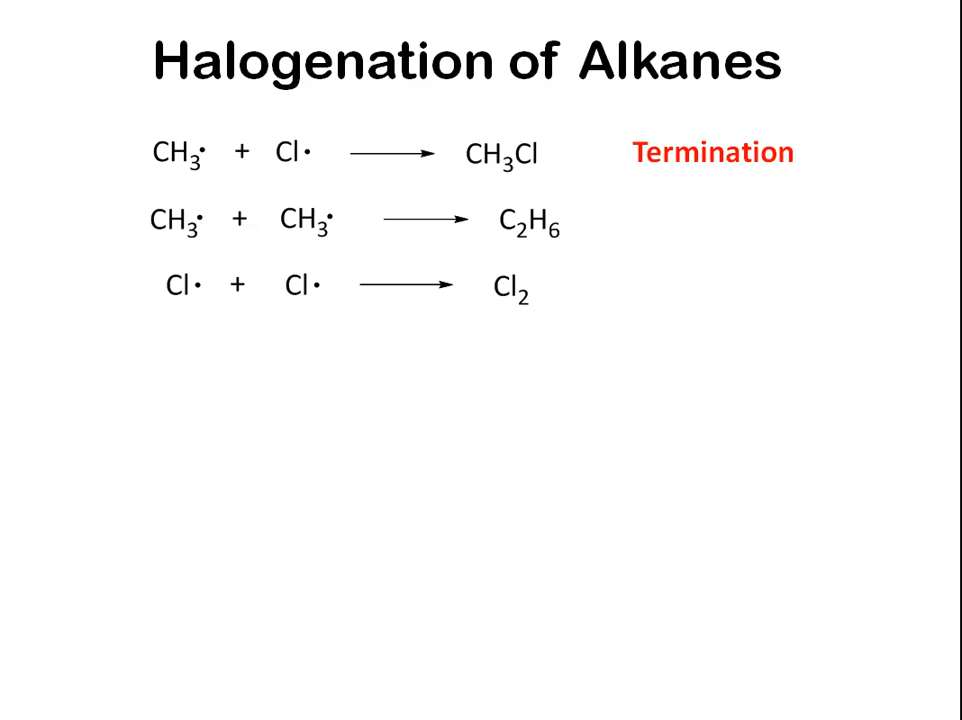 Halogenation of Alkanes
CH₃• + Cl• ⟶ CH₃Cl Termination
CH₃• + CH₃• ⟶ C₂H₆
Cl• + Cl• ⟶ Cl₂